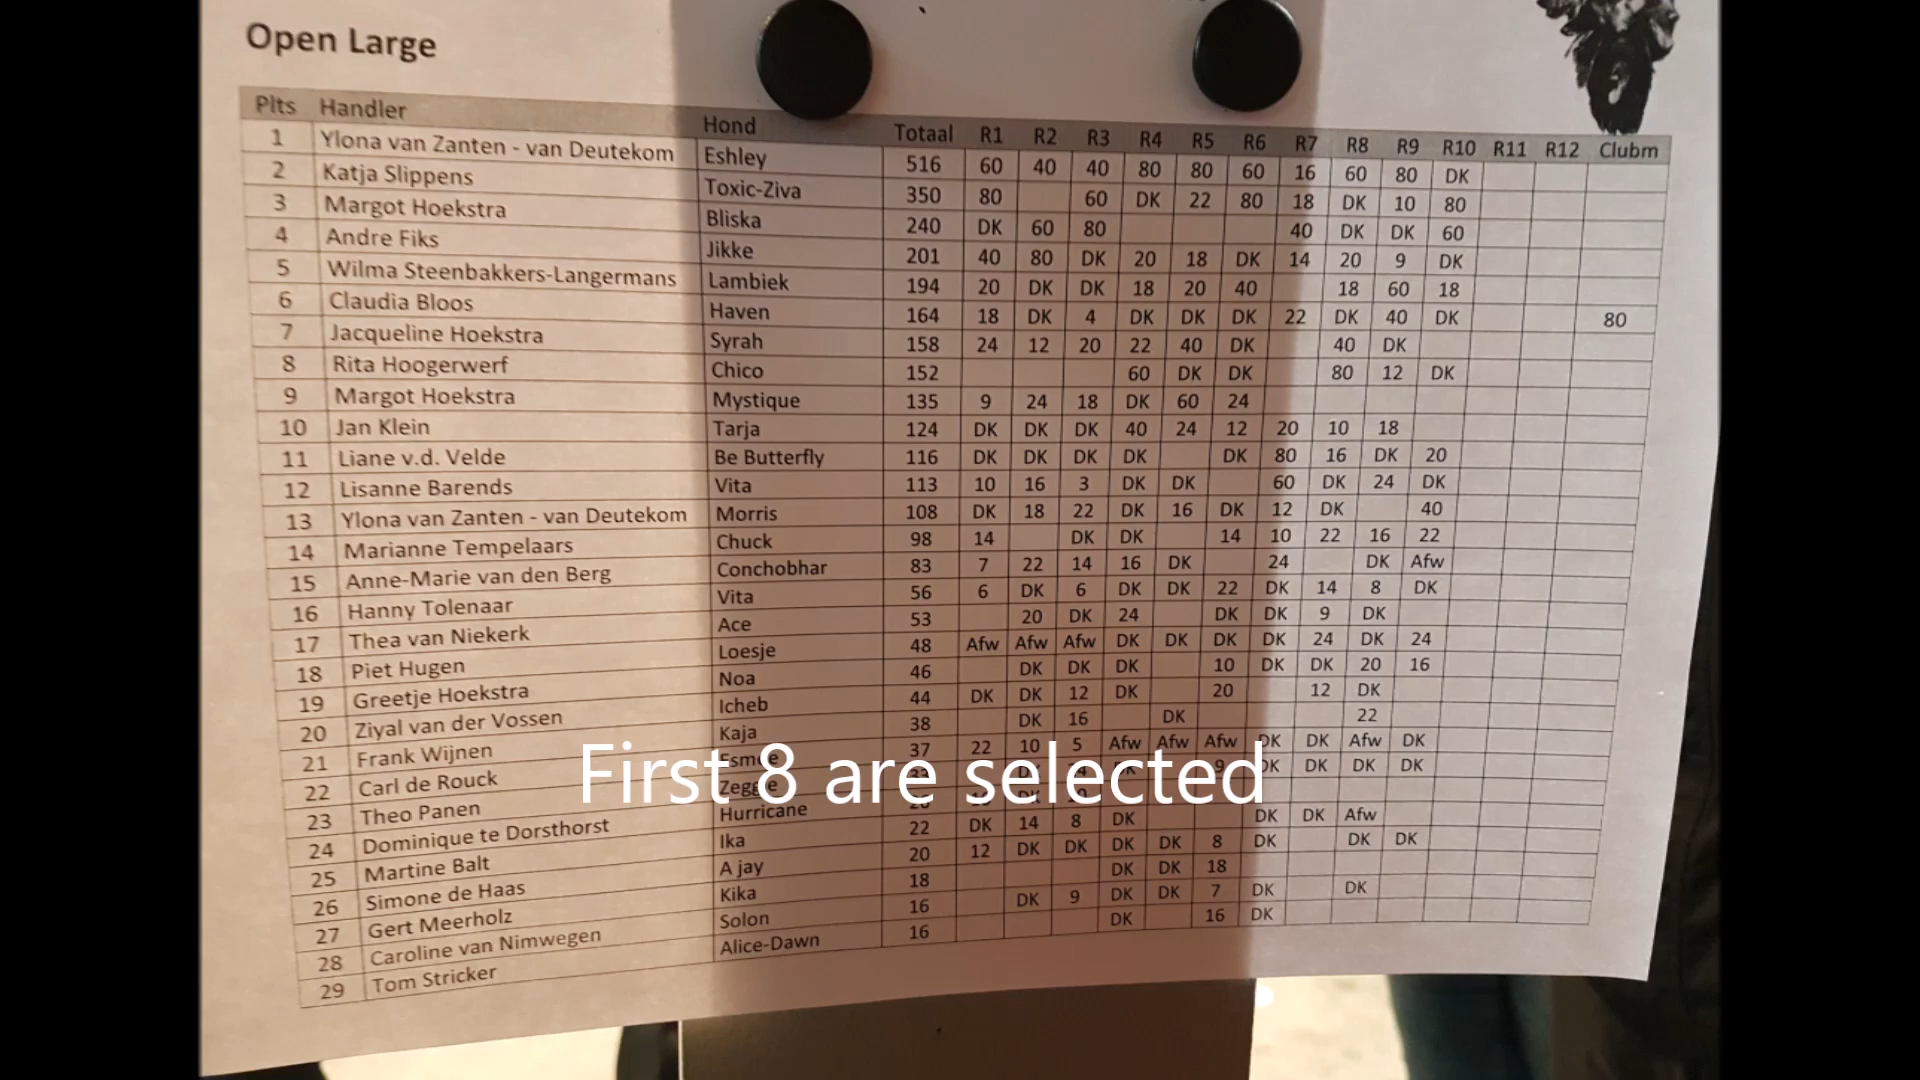 Open Large
Plts Handler Hond Totaal R1 R2 R3 R4 R5 R6 R7 R8 R9 R10 R11 R12 Clubm
1 Ylona van Zanten - van Deutekom Eshley 516 60 40 40 80 80 60 16 60 80 DK
2 Katja Slippens Toxic-Ziva 350 80 60 DK 22 80 18 DK 10 80
3 Margot Hoekstra Bliska 240 DK 60 80 40 DK DK 60
4 Andre Fiks Jikke 201 40 80 DK 20 18 DK 14 20 9 DK
5 Wilma Steenbakkers-Langermans Lambiek 194 20 DK DK 18 20 40 18 60 18
6 Claudia Bloos Haven 164 18 DK 4 DK DK DK 22 DK 40 DK 80
7 Jacqueline Hoekstra Syrah 158 24 12 20 22 40 DK 40 DK
8 Rita Hoogerwerf Chico 152 60 DK DK 80 12 DK
9 Margot Hoekstra Mystique 135 9 24 18 DK 60 24
10 Jan Klein Tarja 124 DK DK DK 40 24 12 20 10 18
11 Liane v.d. Velde Be Butterfly 116 DK DK DK DK DK 80 16 DK 20
12 Lisanne Barends Vita 113 10 16 3 DK DK 60 DK 24 DK
13 Ylona van Zanten - van Deutekom Morris 108 DK 18 22 DK 16 DK 12 DK 40
14 Marianne Tempelaars Chuck 98 14 DK DK 14 10 22 16 22
15 Anne-Marie van den Berg Conchobhar 83 7 22 14 16 DK 24 DK Afw
16 Hanny Tolenaar Vita 56 6 DK 6 DK DK 22 DK 14 8 DK
17 Thea van Niekerk Ace 53 20 DK 24 DK DK 9 DK
18 Piet Hugen Loesje 48 Afw Afw Afw DK DK DK DK 24 DK 24
19 Greetje Hoekstra Noa 46 DK DK DK 10 DK DK 20 16
20 Ziyal van der Vossen Icheb 44 DK DK 12 DK 20 12 DK
21 Frank Wijnen Kaja 38 DK 16 DK 22
22 Carl de Rouck 37 22 10 5 Afw Afw Afw DK DK Afw DK
23 Theo Panen DK DK DK DK
24 Dominique te Dorsthorst Hurricane
25 Martine Balt Ika 22 DK 14 8 DK DK DK Afw
26 Simone de Haas A jay 20 12 DK DK DK DK 8 DK DK DK
27 Gert Meerholz Kika 18 DK DK 18
28 Caroline van Nimwegen Solon 16 DK 9 DK DK 7 DK DK
29 Tom Stricker Alice-Dawn 16 DK 16 DK
First 8 are selected